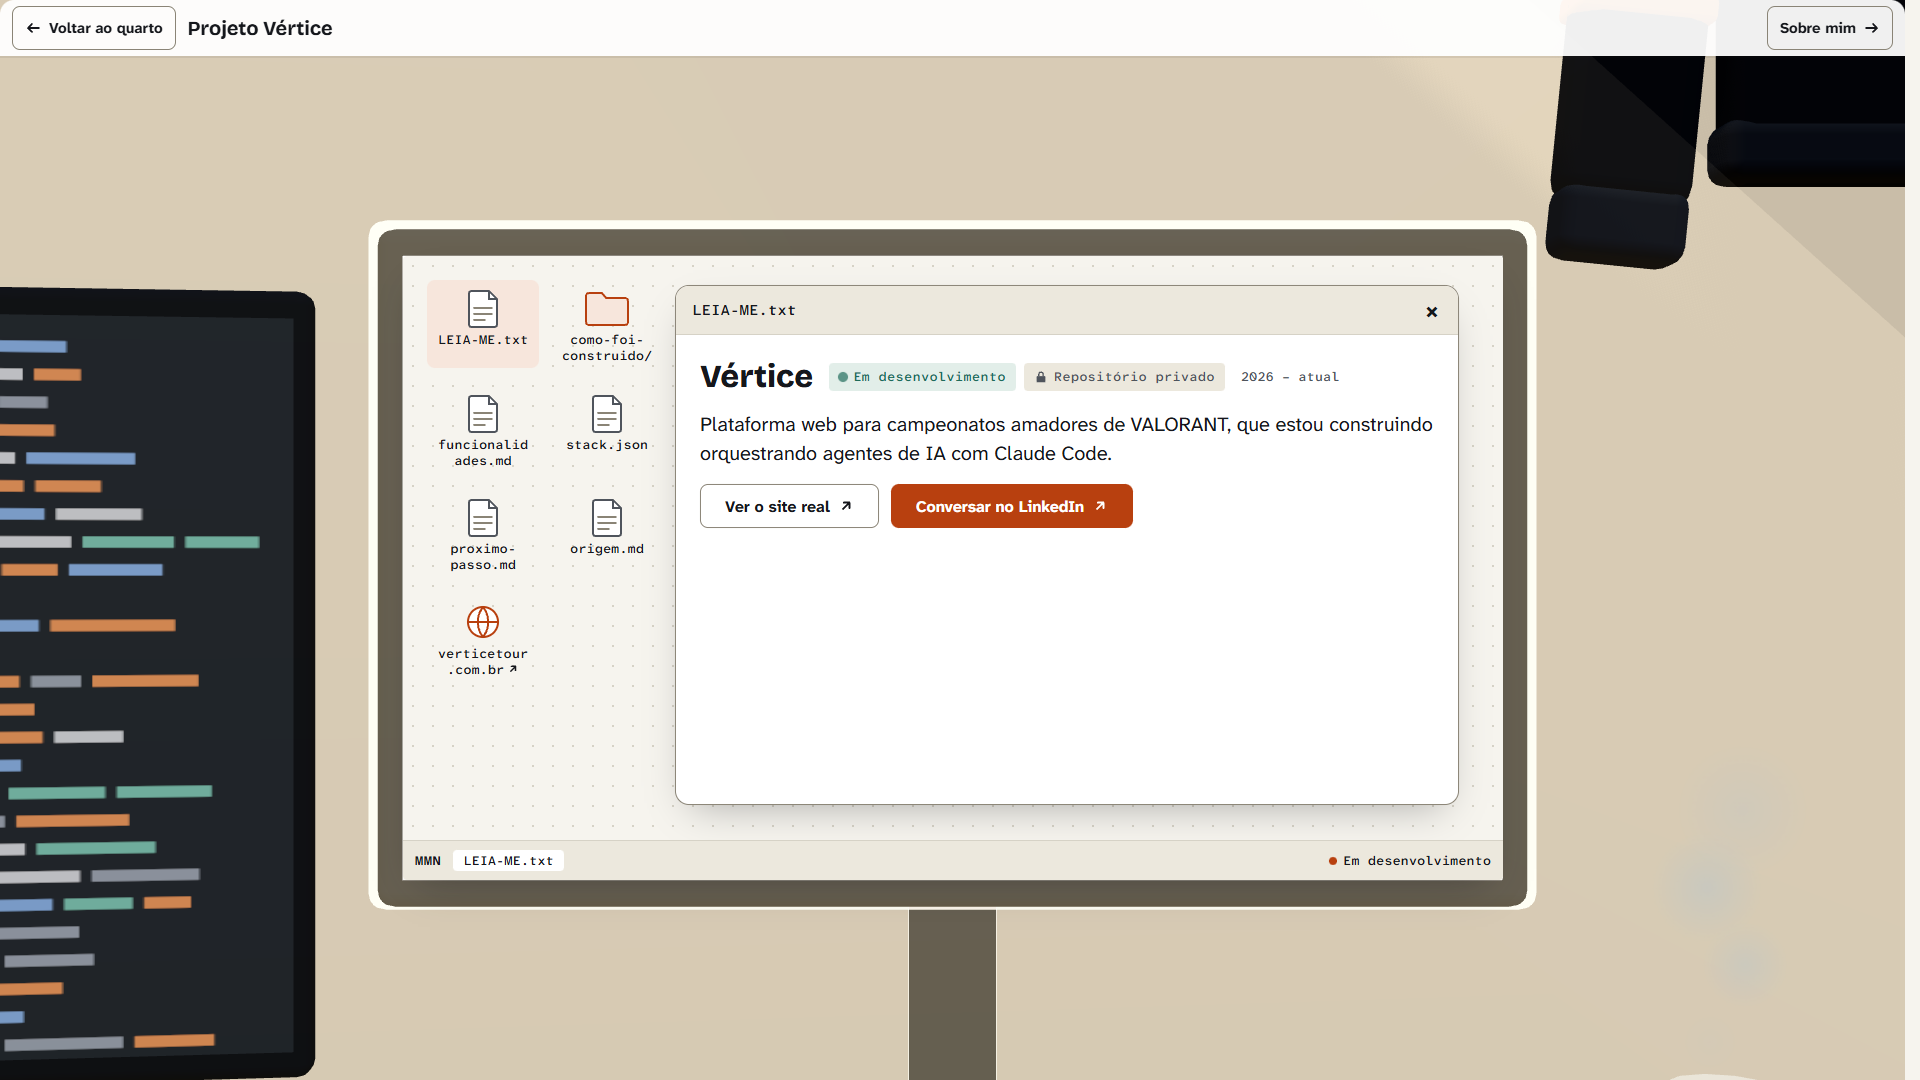 Voltar ao quarto
Projeto Vértice
Sobre mim
LEIA-ME.txt
como-foi-
construido/
funcionalid
ades.md
stack.json
proximo-
passo.md
origem.md
verticetour
.com.br
LEIA-ME.txt
Vértice
Em desenvolvimento
Repositório privado
2026 – atual
Plataforma web para campeonatos amadores de VALORANT, que estou construindo
orquestrando agentes de IA com Claude Code.
Ver o site real
Conversar no LinkedIn
MMN
LEIA-ME.txt
Em desenvolvimento